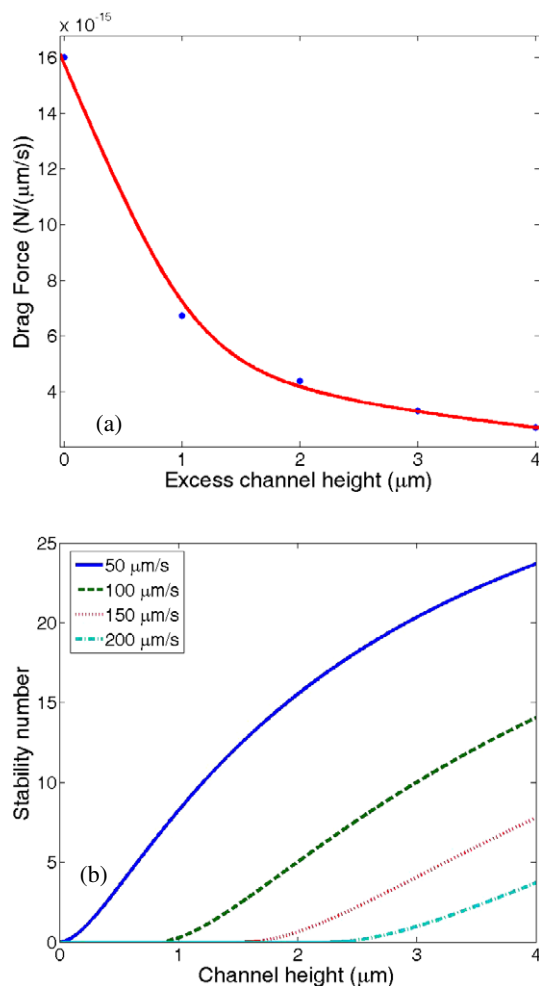 x 10⁻¹⁵
16
14
12
10
8
6
4
Drag Force (N/(μm/s))
(a)
0 1 2 3 4
Excess channel height (μm)
25
20
15
10
5
0
Stability number
50 μm/s
100 μm/s
150 μm/s
200 μm/s
(b)
0 1 2 3 4
Channel height (μm)